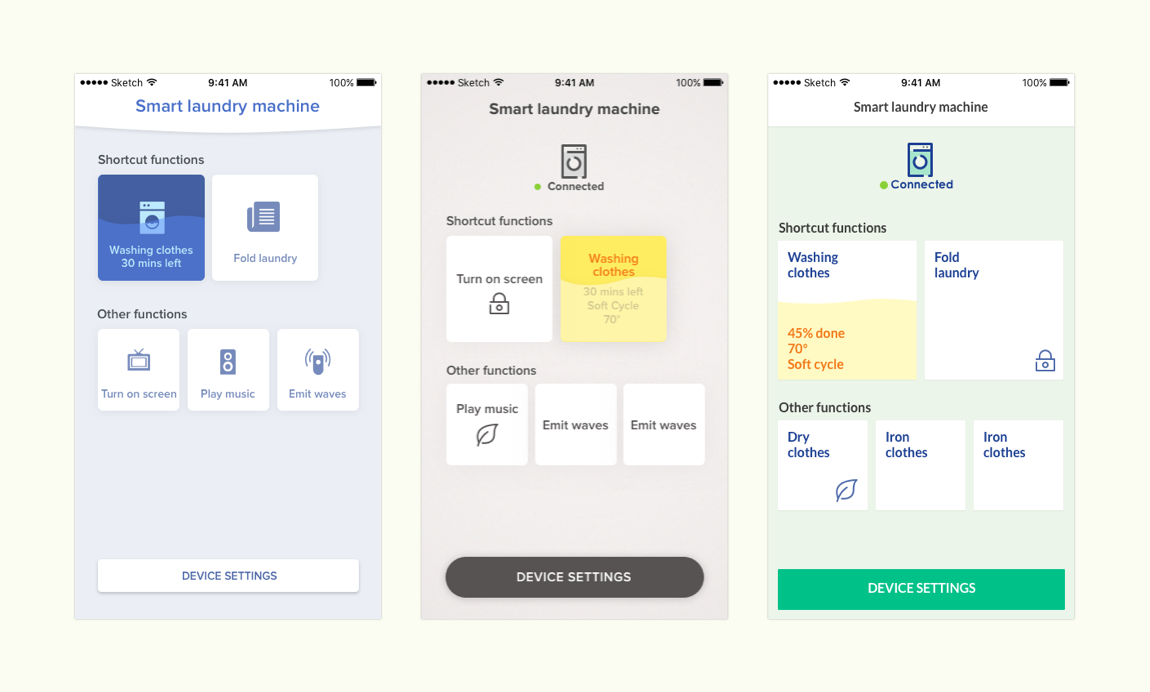 Sketch 9:41 AM 100%
Smart laundry machine
Shortcut functions
Washing clothes
30 mins left
Fold laundry
Other functions
Turn on screen
Play music
Emit waves
DEVICE SETTINGS
Sketch 9:41 AM 100%
Smart laundry machine
Connected
Shortcut functions
Turn on screen
Washing
clothes
30 mins left
Soft Cycle
70°
Other functions
Play music
Emit waves
Emit waves
DEVICE SETTINGS
Sketch 9:41 AM 100%
Smart laundry machine
Connected
Shortcut functions
Washing
clothes
45% done
70°
Soft cycle
Fold
laundry
Other functions
Dry
clothes
Iron
clothes
Iron
clothes
DEVICE SETTINGS